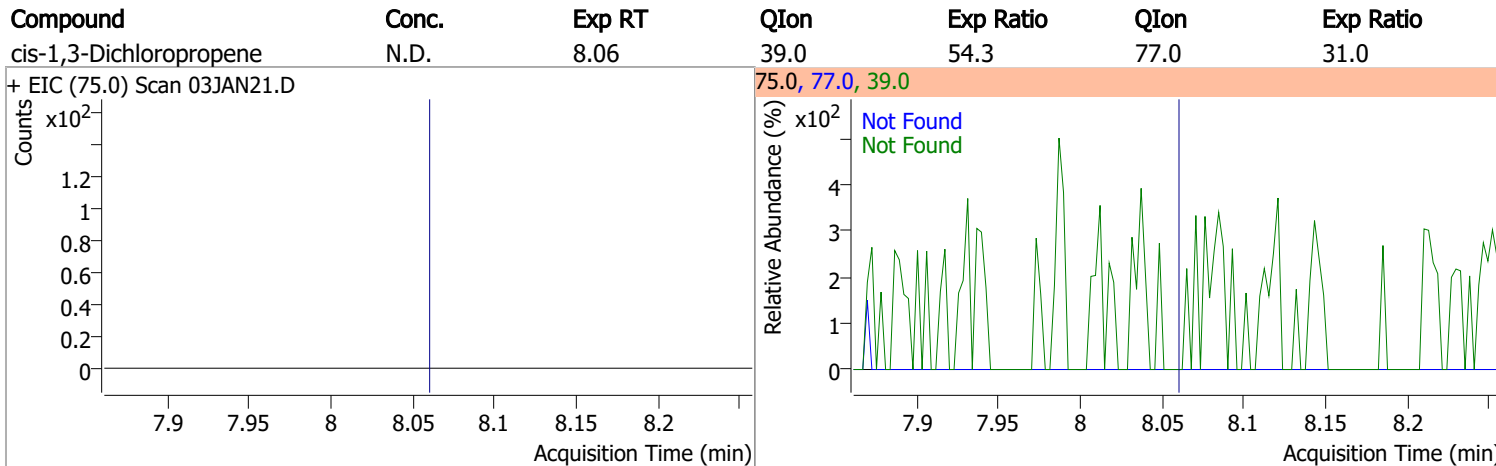 Compound Conc. Exp RT QIon Exp Ratio QIon Exp Ratio
cis-1,3-Dichloropropene N.D. 8.06 39.0 54.3 77.0 31.0
+ EIC (75.0) Scan 03JAN21.D
Counts
x10²
1.2
1
0.8
0.6
0.4
0.2
0
7.9 7.95 8 8.05 8.1 8.15 8.2
Acquisition Time (min)
75.0, 77.0, 39.0
Relative Abundance (%)
x10²
Not Found
Not Found
4
3
2
1
0
7.9 7.95 8 8.05 8.1 8.15 8.2
Acquisition Time (min)